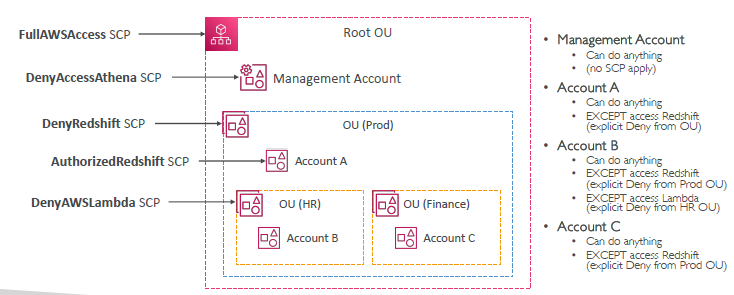 FullAWSAccess SCP
Root OU
DenyAccessAthena SCP
Management Account
DenyRedshift SCP
OU (Prod)
AuthorizedRedshift SCP
Account A
DenyAWSLambda SCP
OU (HR)
OU (Finance)
Account B
Account C
• Management Account
• Can do anything
• (no SCP apply)
• Account A
• Can do anything
• EXCEPT access Redshift
(explicit Deny from OU)
• Account B
• Can do anything
• EXCEPT access Redshift
(explicit Deny from Prod OU)
• EXCEPT access Lambda
(explicit Deny from HR OU)
• Account C
• Can do anything
• EXCEPT access Redshift
(explicit Deny from Prod OU)